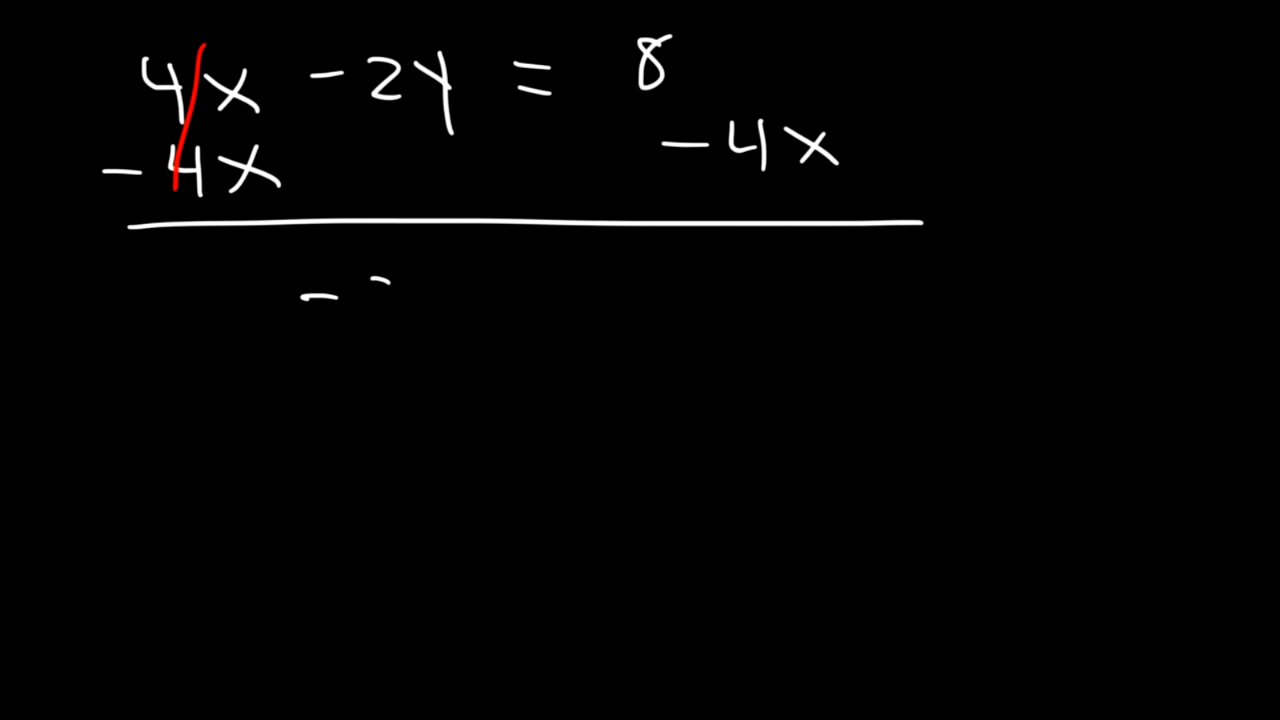 4x - 2y = 8
- 4x - 4x
-